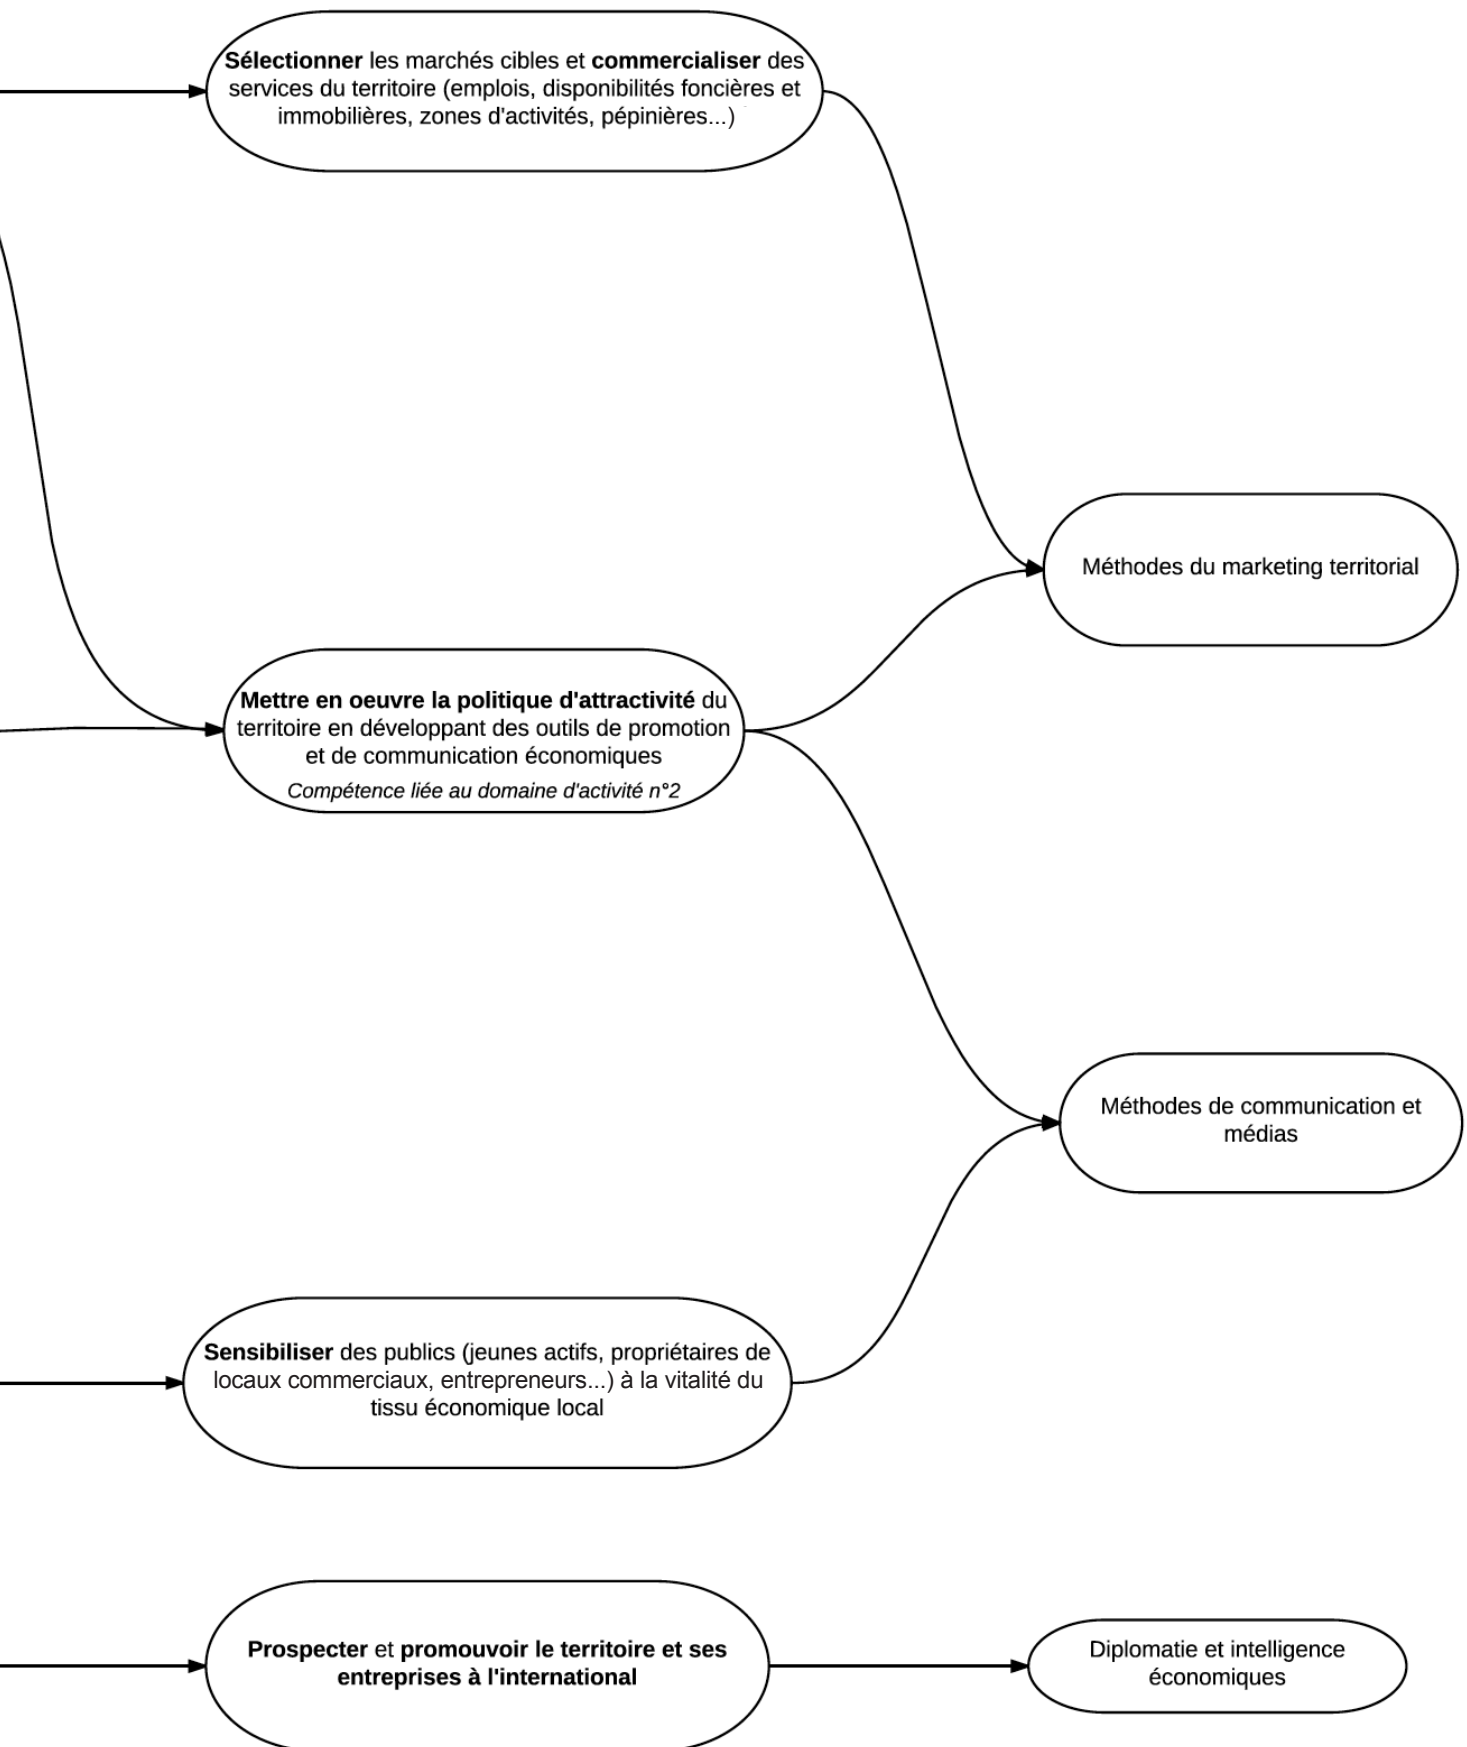 Sélectionner les marchés cibles et commercialiser des
services du territoire (emplois, disponibilités foncières et
immobilières, zones d'activités, pépinières...)
Méthodes du marketing territorial
Mettre en oeuvre la politique d'attractivité du
territoire en développant des outils de promotion
et de communication économiques
Compétence liée au domaine d'activité n°2
Méthodes de communication et
médias
Sensibiliser des publics (jeunes actifs, propriétaires de
locaux commerciaux, entrepreneurs...) à la vitalité du
tissu économique local
Prospecter et promouvoir le territoire et ses
entreprises à l'international
Diplomatie et intelligence
économiques